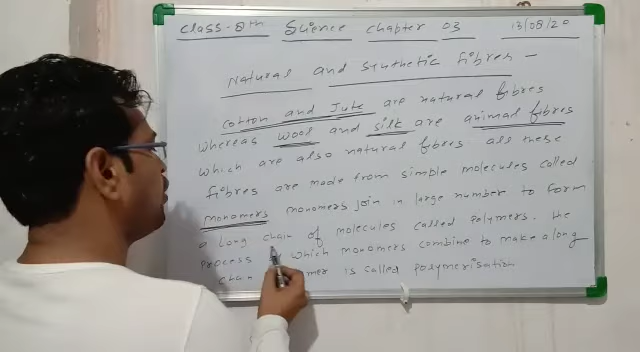 Class-8th Science chapter 03 13/08/20
Natural and synthetic fibres -
Cotton and Jute are natural fibres
whereas wool and silk are animal fibres
which are also natural fibres all these
fibres are made from simple molecules called
monomers monomers join in large number to form
a long chain of molecules called polymers. The
process which monomers combine to make a long
chain is called polymerisation